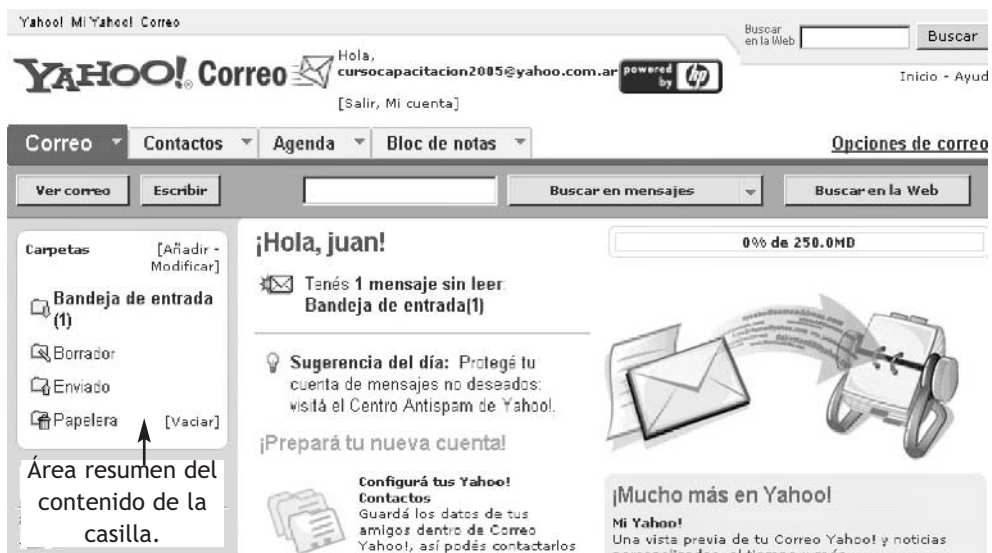 Yahoo! Mi Yahoo! Correo
Buscar
en la Web
Buscar
YAHOO! Correo
Hola,
cursocapacitacion2005@yahoo.com.ar
[Salir, Mi cuenta]
powered
by hp
Inicio - Ayud
Correo
Contactos
Agenda
Bloc de notas
Opciones de correo
Ver correo
Escribir
Buscar en mensajes
Buscar en la Web
Carpetas
[Añadir -
Modificar]
Bandeja de entrada
(1)
Borrador
Enviado
Papelera
[Vaciar]
Área resumen del
contenido de la
casilla.
¡Hola, juan!
Tenés 1 mensaje sin leer:
Bandeja de entrada(1)
Sugerencia del día: Protegé tu
cuenta de mensajes no deseados:
visitá el Centro Antispam de Yahoo!.
¡Prepará tu nueva cuenta!
Configurá tus Yahoo!
Contactos
Guardá los datos de tus
amigos dentro de Correo
Yahoo!, así podés contactarlos
0% de 250.0MB
¡Mucho más en Yahoo!
Mi Yahoo!
Una vista previa de tu Correo Yahoo! y noticias